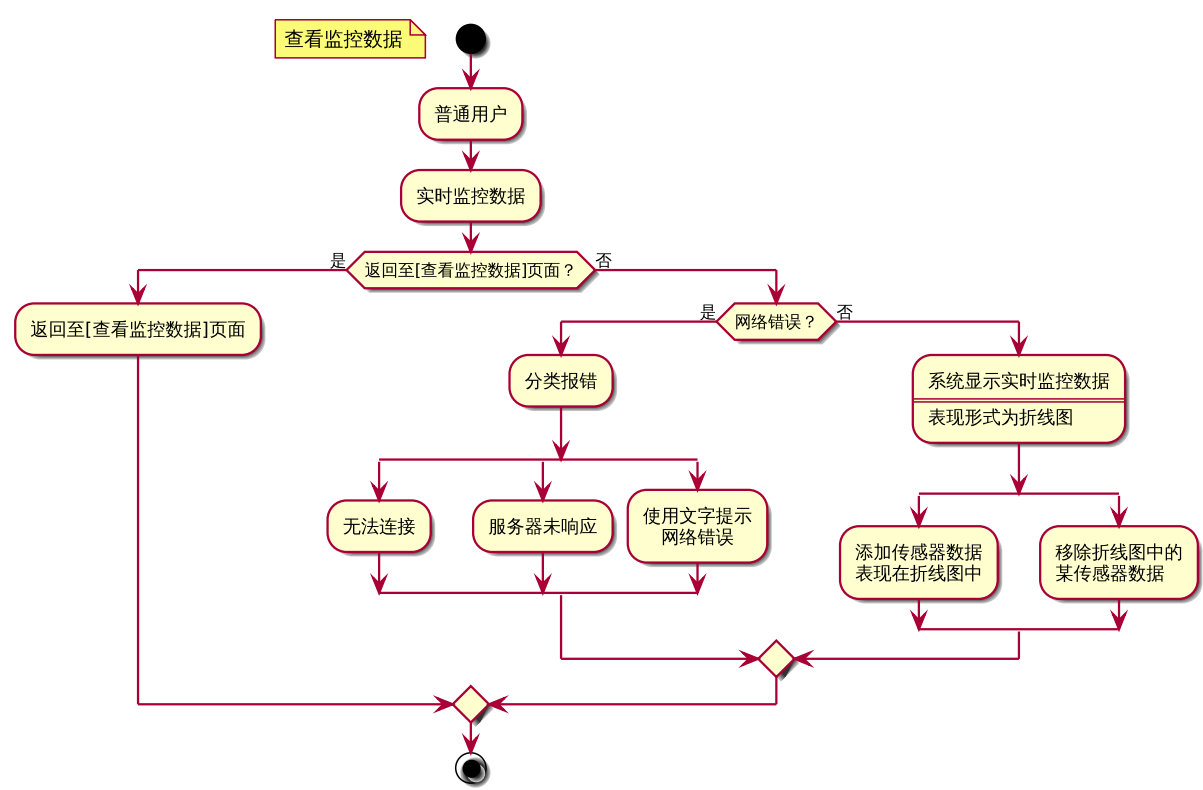 查看监控数据
普通用户
实时监控数据
是
返回至[查看监控数据]页面？
否
返回至[查看监控数据]页面
是
网络错误？
否
分类报错
系统显示实时监控数据
表现形式为折线图
无法连接
服务器未响应
使用文字提示
网络错误
添加传感器数据
表现在折线图中
移除折线图中的
某传感器数据